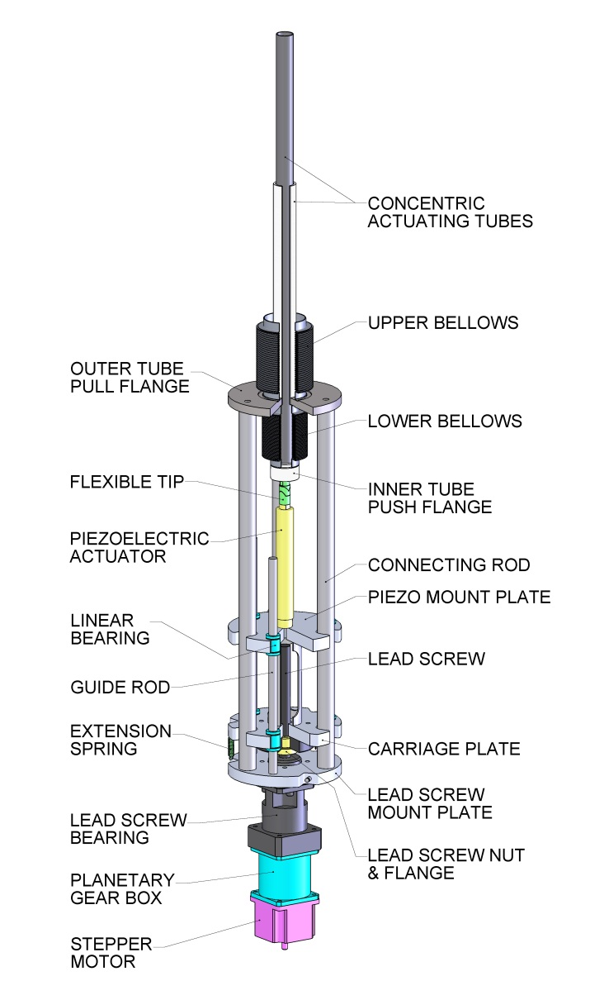 CONCENTRIC
ACTUATING TUBES
UPPER BELLOWS
OUTER TUBE
PULL FLANGE
LOWER BELLOWS
FLEXIBLE TIP
INNER TUBE
PUSH FLANGE
PIEZOELECTRIC
ACTUATOR
CONNECTING ROD
PIEZO MOUNT PLATE
LINEAR
BEARING
LEAD SCREW
GUIDE ROD
EXTENSION
SPRING
CARRIAGE PLATE
LEAD SCREW
MOUNT PLATE
LEAD SCREW
BEARING
LEAD SCREW NUT
& FLANGE
PLANETARY
GEAR BOX
STEPPER
MOTOR